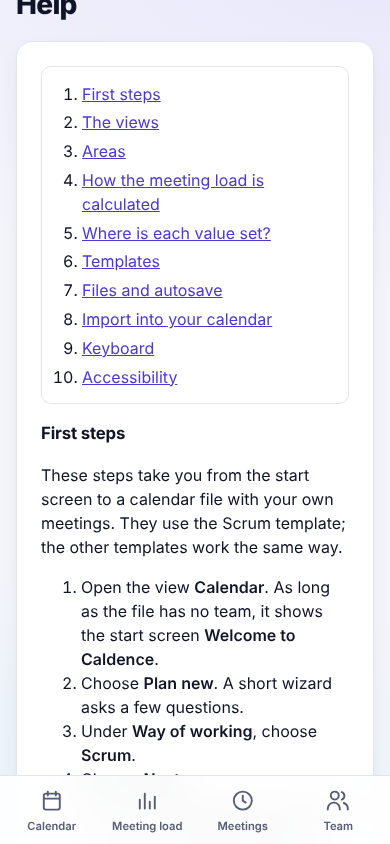 Help
1. First steps
2. The views
3. Areas
4. How the meeting load is
calculated
5. Where is each value set?
6. Templates
7. Files and autosave
8. Import into your calendar
9. Keyboard
10. Accessibility
First steps
These steps take you from the start
screen to a calendar file with your own
meetings. They use the Scrum template;
the other templates work the same way.
1. Open the view Calendar. As long
as the file has no team, it shows
the start screen Welcome to
Caldence.
2. Choose Plan new. A short wizard
asks a few questions.
3. Under Way of working, choose
Scrum.
Calendar
Meeting load
Meetings
Team